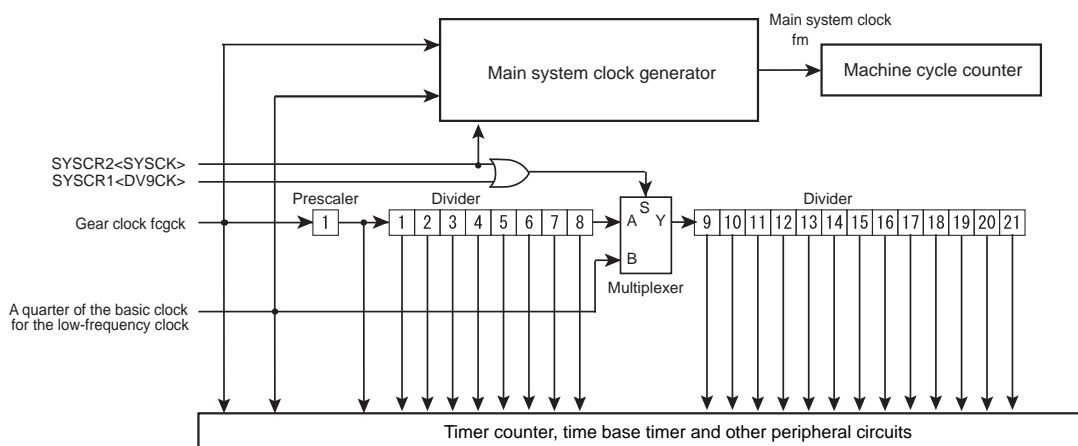 Main system clock
fm
Main system clock generator
Machine cycle counter
SYSCR2<SYSCK>
SYSCR1<DV9CK>
Prescaler
Divider
Divider
Gear clock fcgck
1
1 2 3 4 5 6 7 8
S
A
Y
B
9 10 11 12 13 14 15 16 17 18 19 20 21
Multiplexer
A quarter of the basic clock
for the low-frequency clock
Timer counter, time base timer and other peripheral circuits